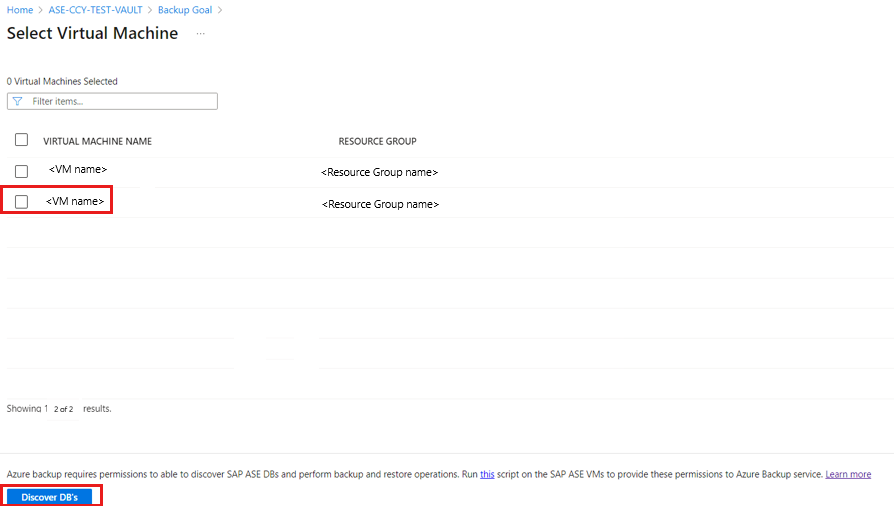 Home > ASE-CCY-TEST-VAULT > Backup Goal >
Select Virtual Machine ...
0 Virtual Machines Selected
Filter items...
VIRTUAL MACHINE NAME RESOURCE GROUP
<VM name> <Resource Group name>
<VM name> <Resource Group name>
Showing 1 2 of 2 results.
Azure backup requires permissions to able to discover SAP ASE DBs and perform backup and restore operations. Run this script on the SAP ASE VMs to provide these permissions to Azure Backup service. Learn more
Discover DB's